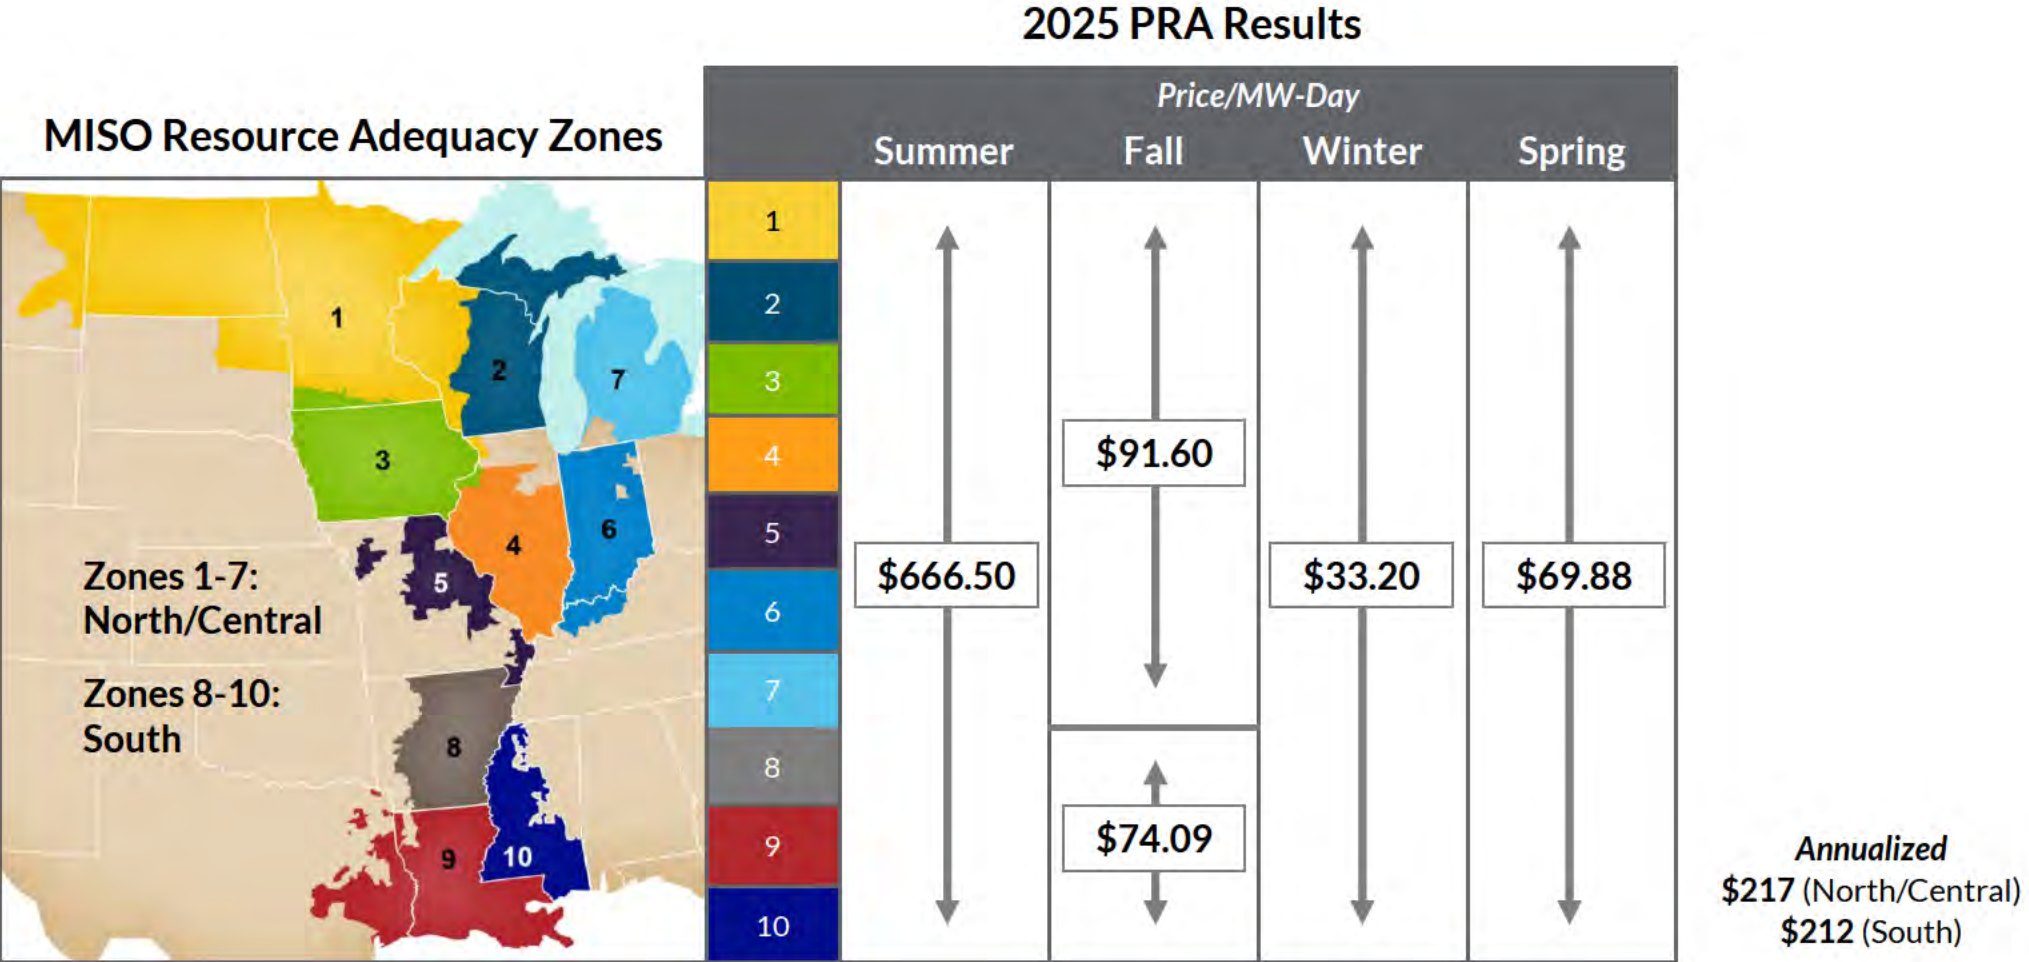 2025 PRA Results
MISO Resource Adequacy Zones
Price/MW-Day
Summer Fall Winter Spring
1
2
3
4
5
6
7
8
9
10
1
2
7
3
4
6
5
8
9
10
Zones 1-7:
North/Central
Zones 8-10:
South
$91.60
$666.50
$33.20
$69.88
$74.09
Annualized
$217 (North/Central)
$212 (South)